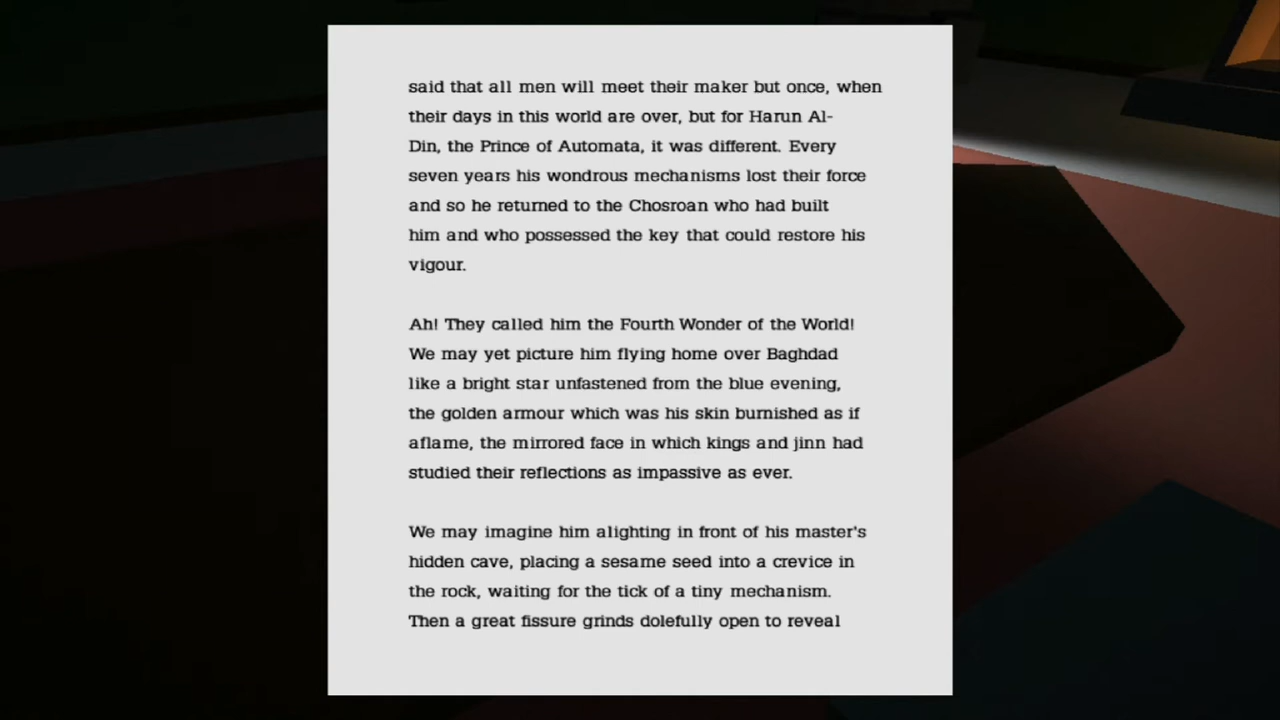 said that all men will meet their maker but once, when
their days in this world are over, but for Harun Al-
Din, the Prince of Automata, it was different. Every
seven years his wondrous mechanisms lost their force
and so he returned to the Chosroan who had built
him and who possessed the key that could restore his
vigour.
Ah! They called him the Fourth Wonder of the World!
We may yet picture him flying home over Baghdad
like a bright star unfastened from the blue evening,
the golden armour which was his skin burnished as if
aflame, the mirrored face in which kings and jinn had
studied their reflections as impassive as ever.
We may imagine him alighting in front of his master's
hidden cave, placing a sesame seed into a crevice in
the rock, waiting for the tick of a tiny mechanism.
Then a great fissure grinds dolefully open to reveal